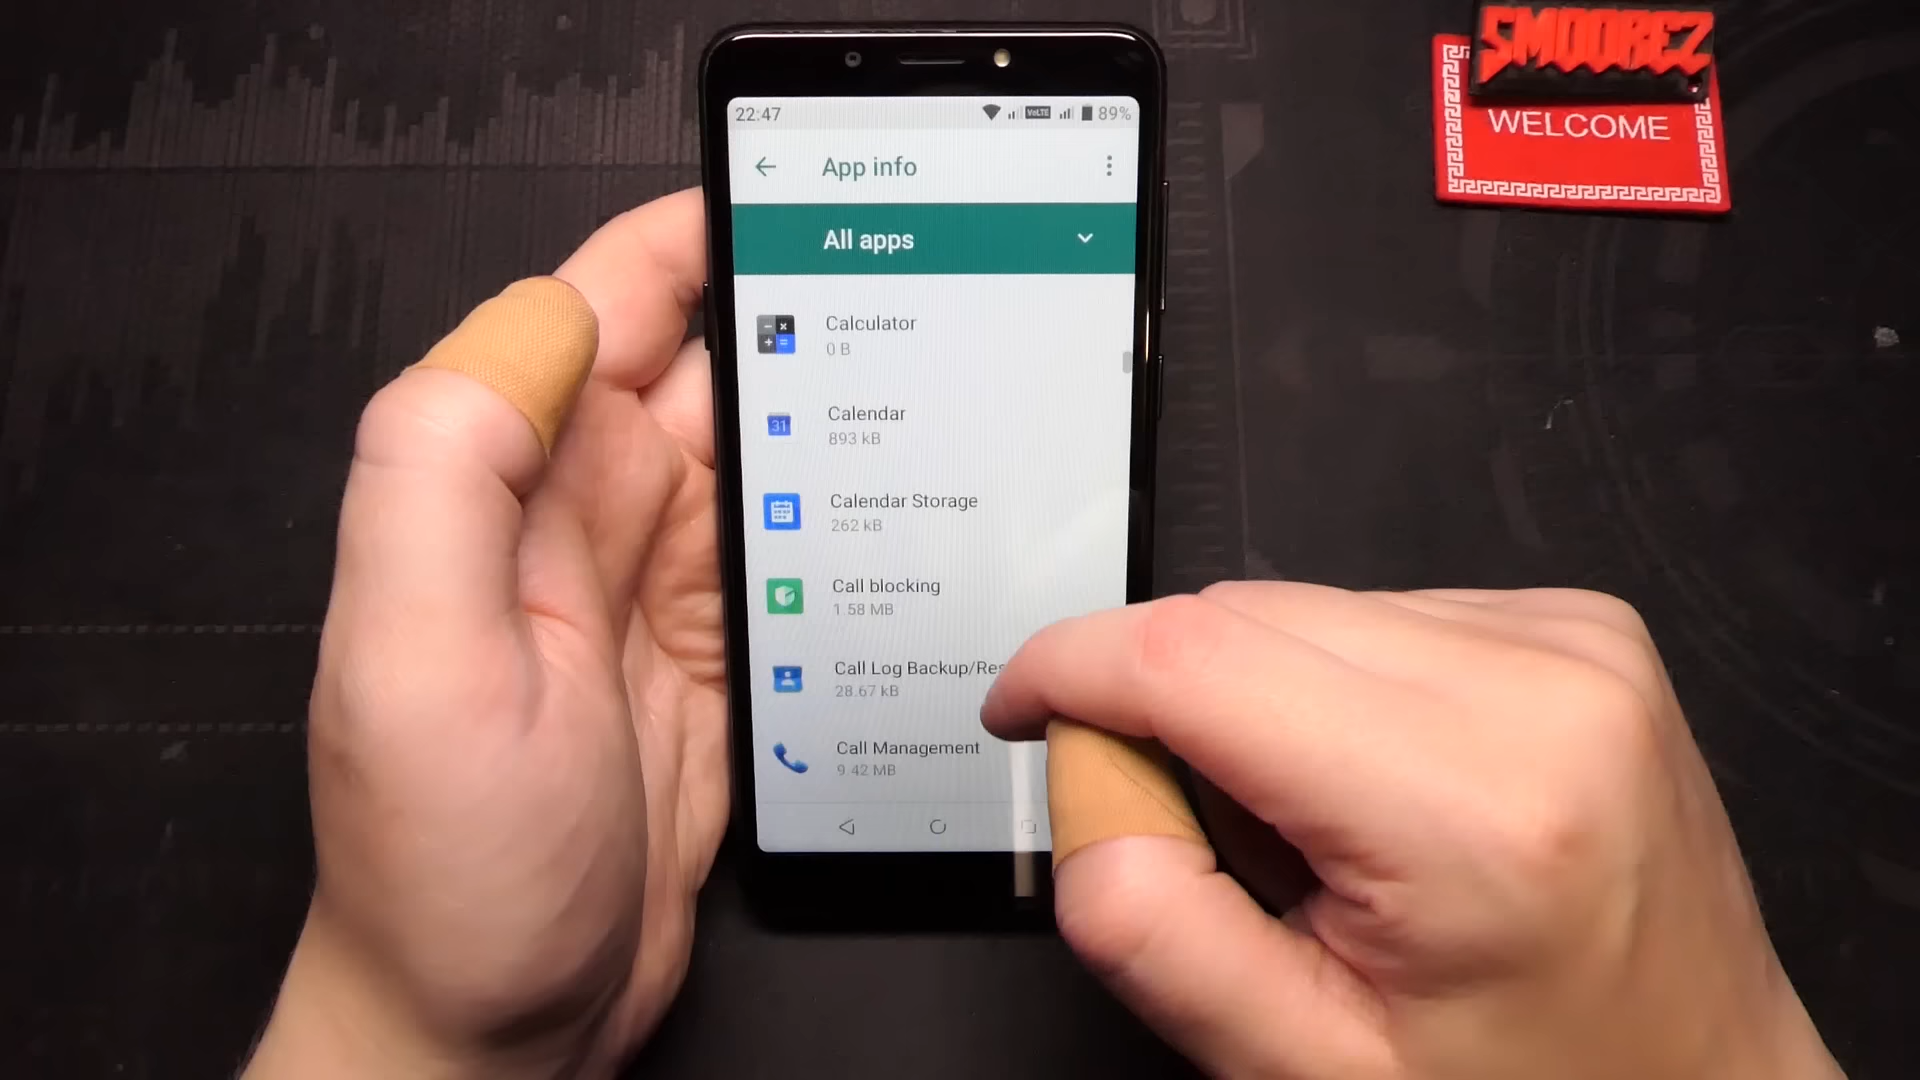 SMOOREZ
WELCOME
22:47
VoLTE
89%
App info
All apps
Calculator
0 B
Calendar
31
893 kB
Calendar Storage
262 kB
Call blocking
1.58 MB
Call Log Backup/Res
28.67 kB
Call Management
9.42 MB